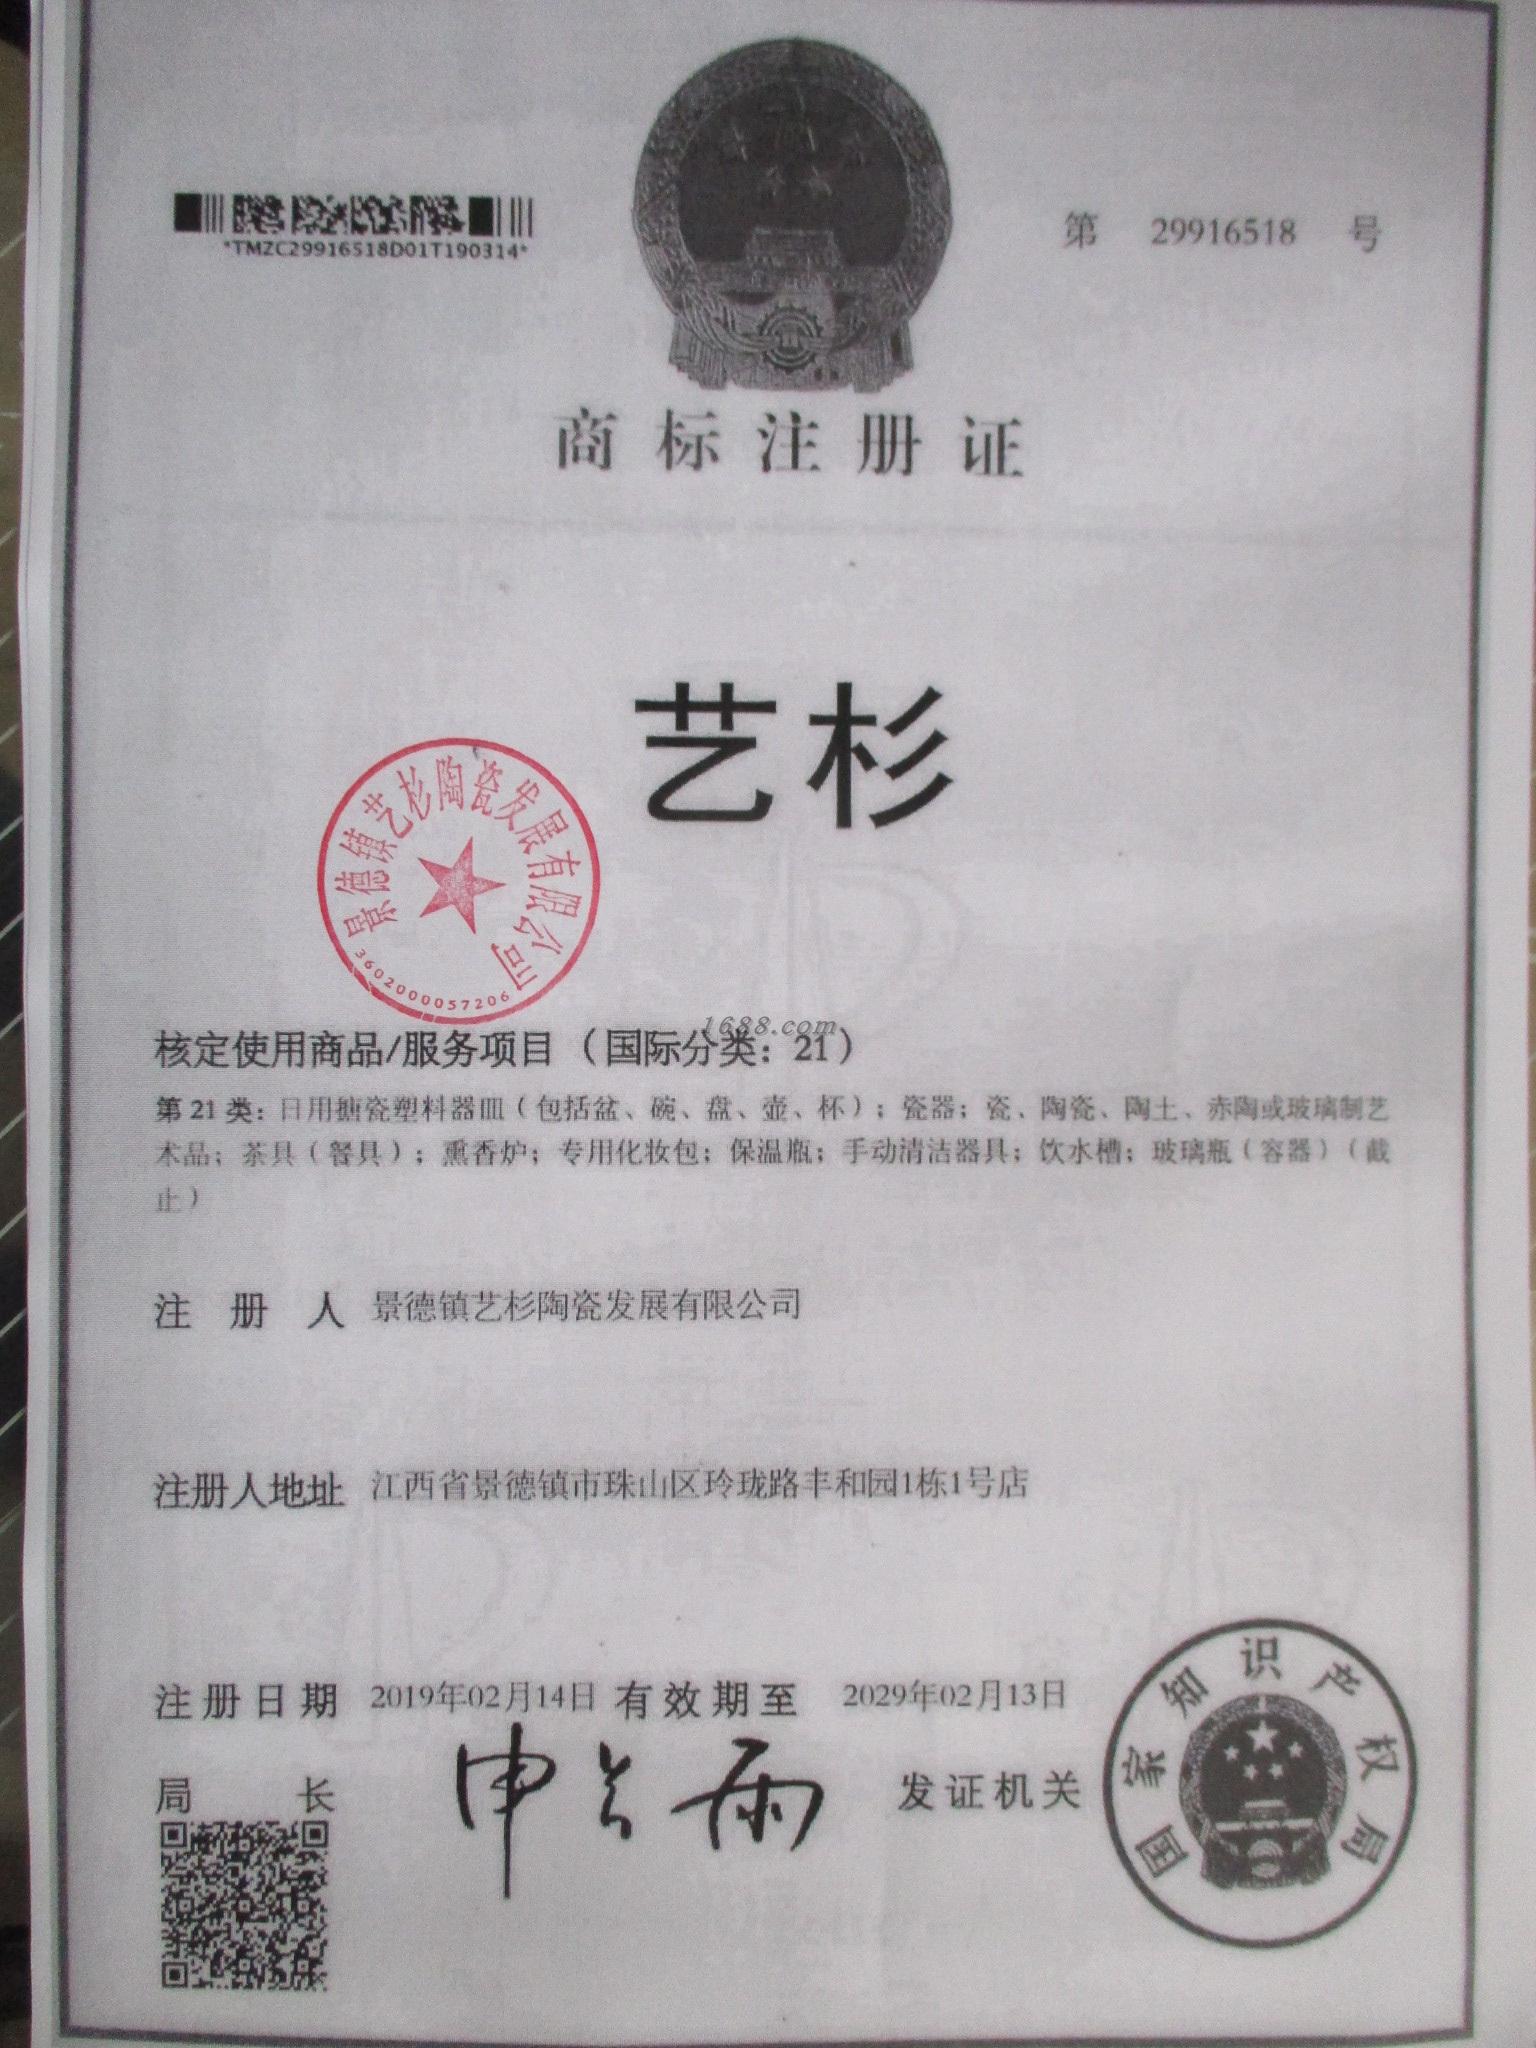 *TMZC29916518D01T190314*
第 29916518 号
商标注册证
艺杉
景德镇艺杉陶瓷发展有限公司
3602000057206
1688.com
核定使用商品/服务项目（国际分类：21）
第 21 类：日用搪瓷塑料器皿（包括盆、碗、盘、壶、杯）；瓷器；瓷、陶瓷、陶土、赤陶或玻璃制艺
术品；茶具（餐具）；熏香炉；专用化妆包；保温瓶；手动清洁器具；饮水槽；玻璃瓶（容器）（截
止）
注册人 景德镇艺杉陶瓷发展有限公司
注册人地址 江西省景德镇市珠山区玲珑路丰和园1栋1号店
注册日期 2019年02月14日 有效期至 2029年02月13日
局长 申长雨 发证机关
国家知识产权局